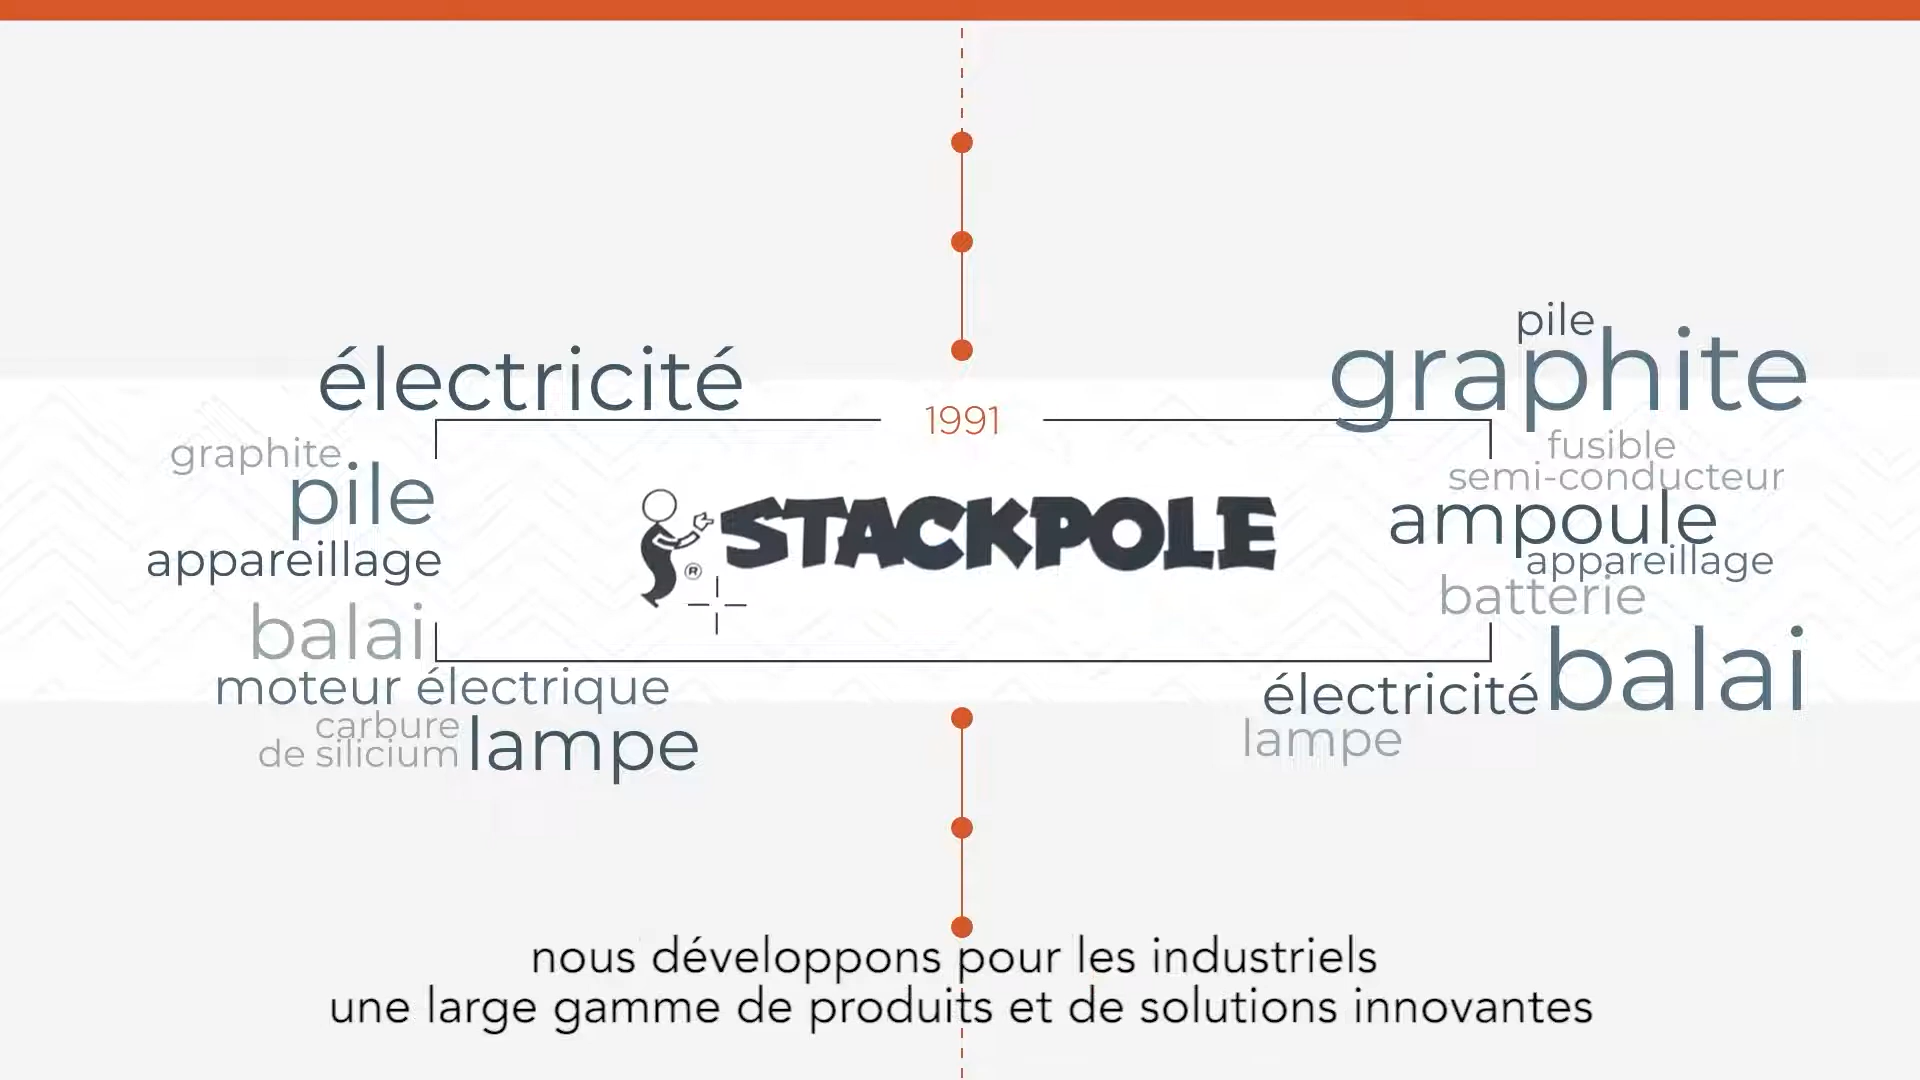 électricité
graphite
pile
appareillage
balai
moteur électrique
carbure
de silicium
lampe
1991
STACKPOLE
®
pile
graphite
fusible
semi-conducteur
ampoule
appareillage
batterie
balai
électricité
lampe
nous développons pour les industriels
une large gamme de produits et de solutions innovantes